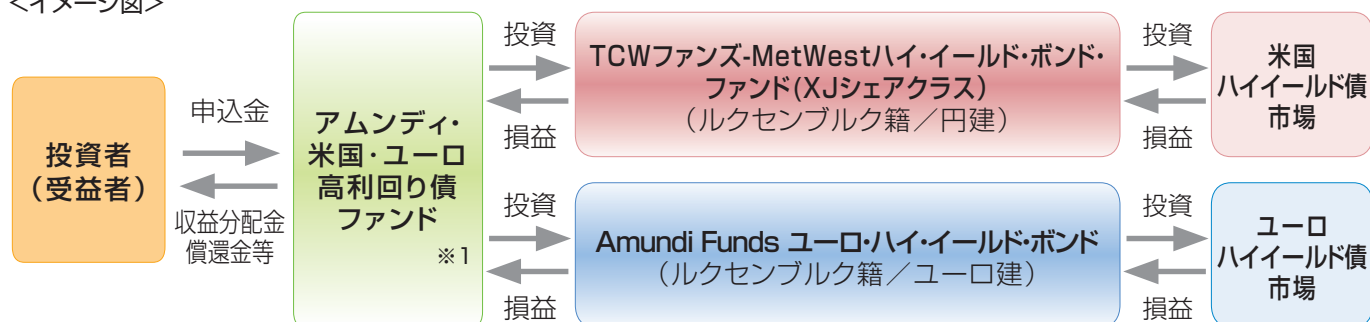 <イメージ図>
投資者
(受益者)
申込金
収益分配金
償還金等
アムンディ・
米国・ユーロ
高利回り債
ファンド
※1
投資
損益
TCWファンズ-MetWestハイ・イールド・ボンド・
ファンド(XJシェアクラス)
(ルクセンブルク籍/円建)
投資
損益
米国
ハイイールド債
市場
投資
損益
Amundi Funds ユーロ・ハイ・イールド・ボンド
(ルクセンブルク籍/ユーロ建)
投資
損益
ユーロ
ハイイールド債
市場